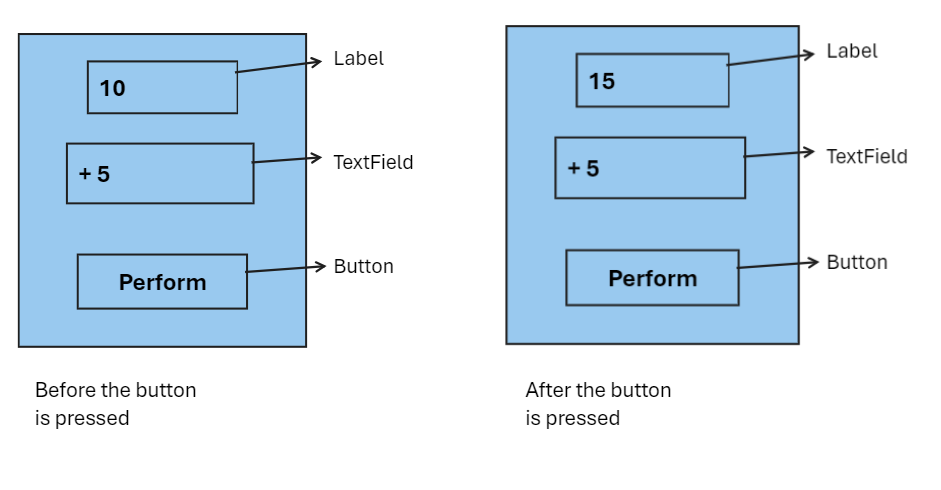 10
Label
+ 5
TextField
Perform
Button
Before the button
is pressed
15
Label
+ 5
TextField
Perform
Button
After the button
is pressed